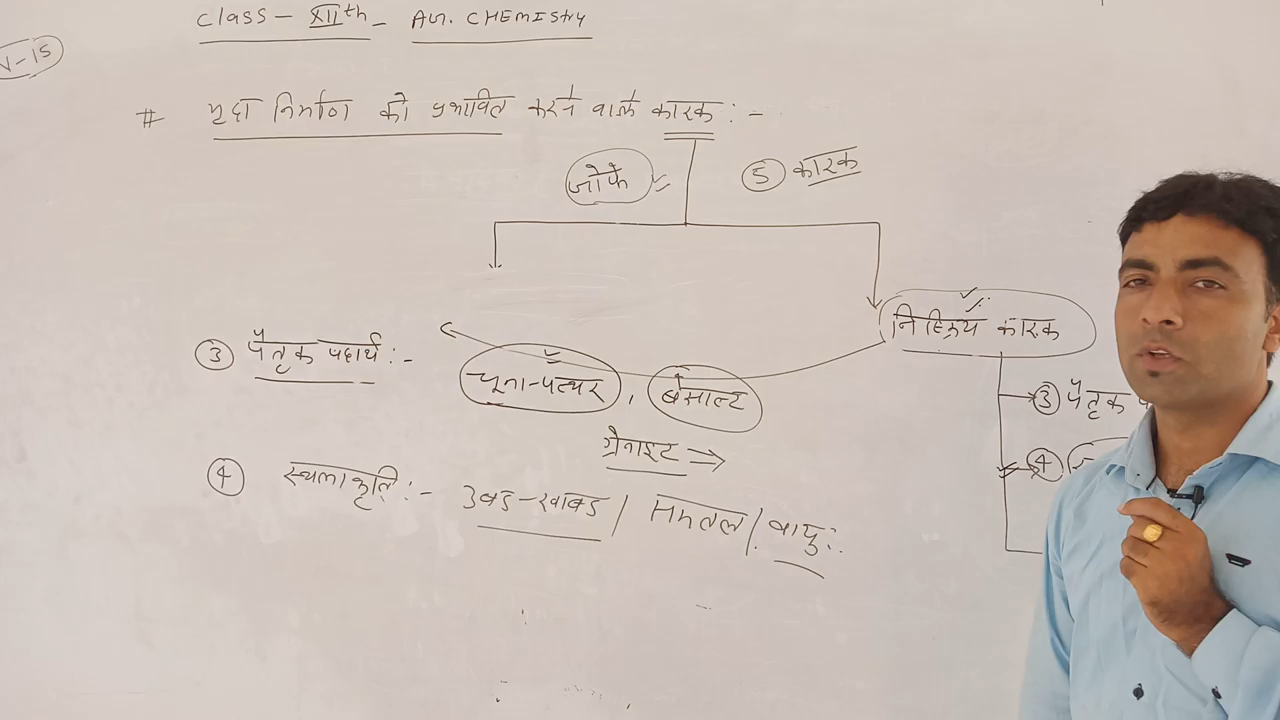 Class - XIIth - Ag. CHEMIStry
V-15
# मृदा निर्माण को प्रभावित करने वाले कारक : -
जोफे ⑤ कारक
निष्क्रिय कारक
③ पैतृक पदार्थ : -
चूना-पत्थर , बेसाल्ट
③ पैतृक
ग्रेनाइट ⇒
④ स्थलाकृति : - उबड-खाबड / समतल / वायु :
④